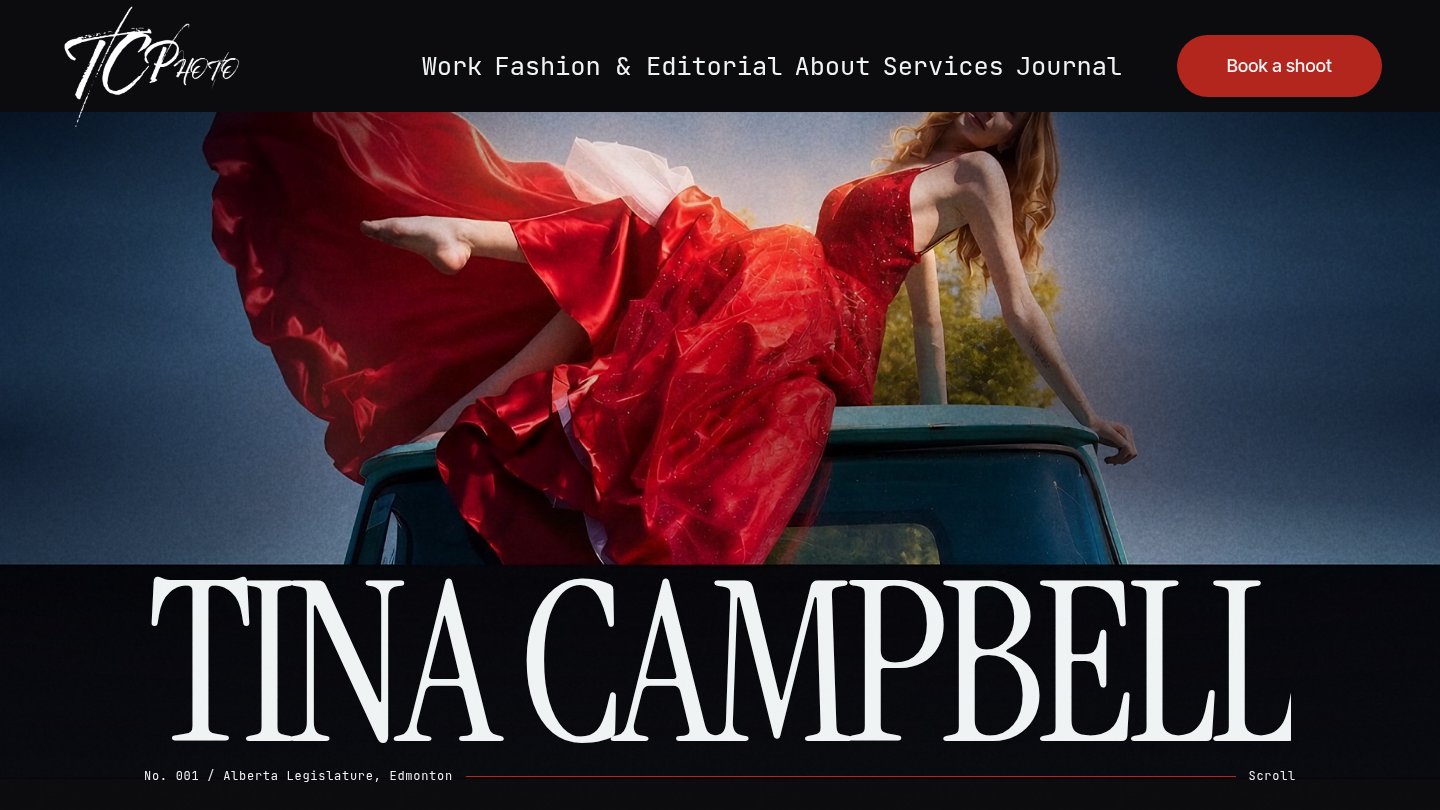 TCPHOTO
Work Fashion & Editorial About Services Journal
Book a shoot
TINA CAMPBELL
No. 001 / Alberta Legislature, Edmonton
Scroll